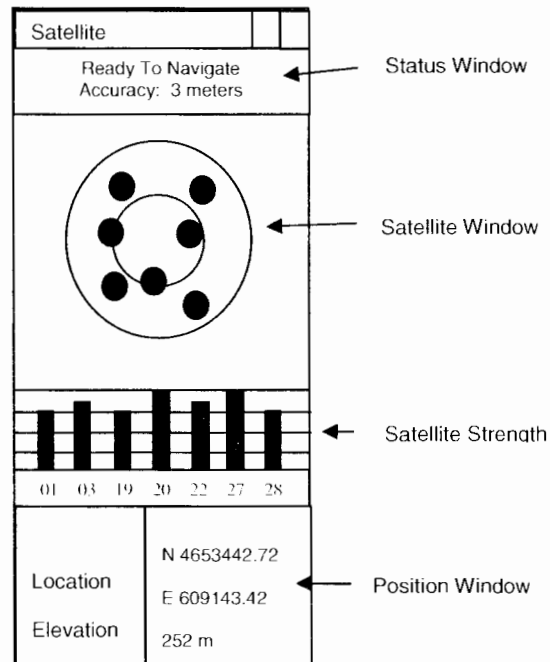 Satellite
Ready To Navigate
Accuracy: 3 meters
Status Window
Satellite Window
Satellite Strength
01 03 19 20 22 27 28
Location
Elevation
N 4653442.72
E 609143.42
252 m
Position Window